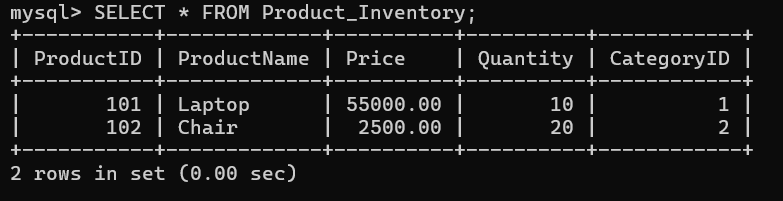 mysql> SELECT * FROM Product_Inventory;
+-----------+-------------+----------+----------+------------+
| ProductID | ProductName | Price    | Quantity | CategoryID |
+-----------+-------------+----------+----------+------------+
|       101 | Laptop      | 55000.00 |       10 |          1 |
|       102 | Chair       |  2500.00 |       20 |          2 |
+-----------+-------------+----------+----------+------------+
2 rows in set (0.00 sec)